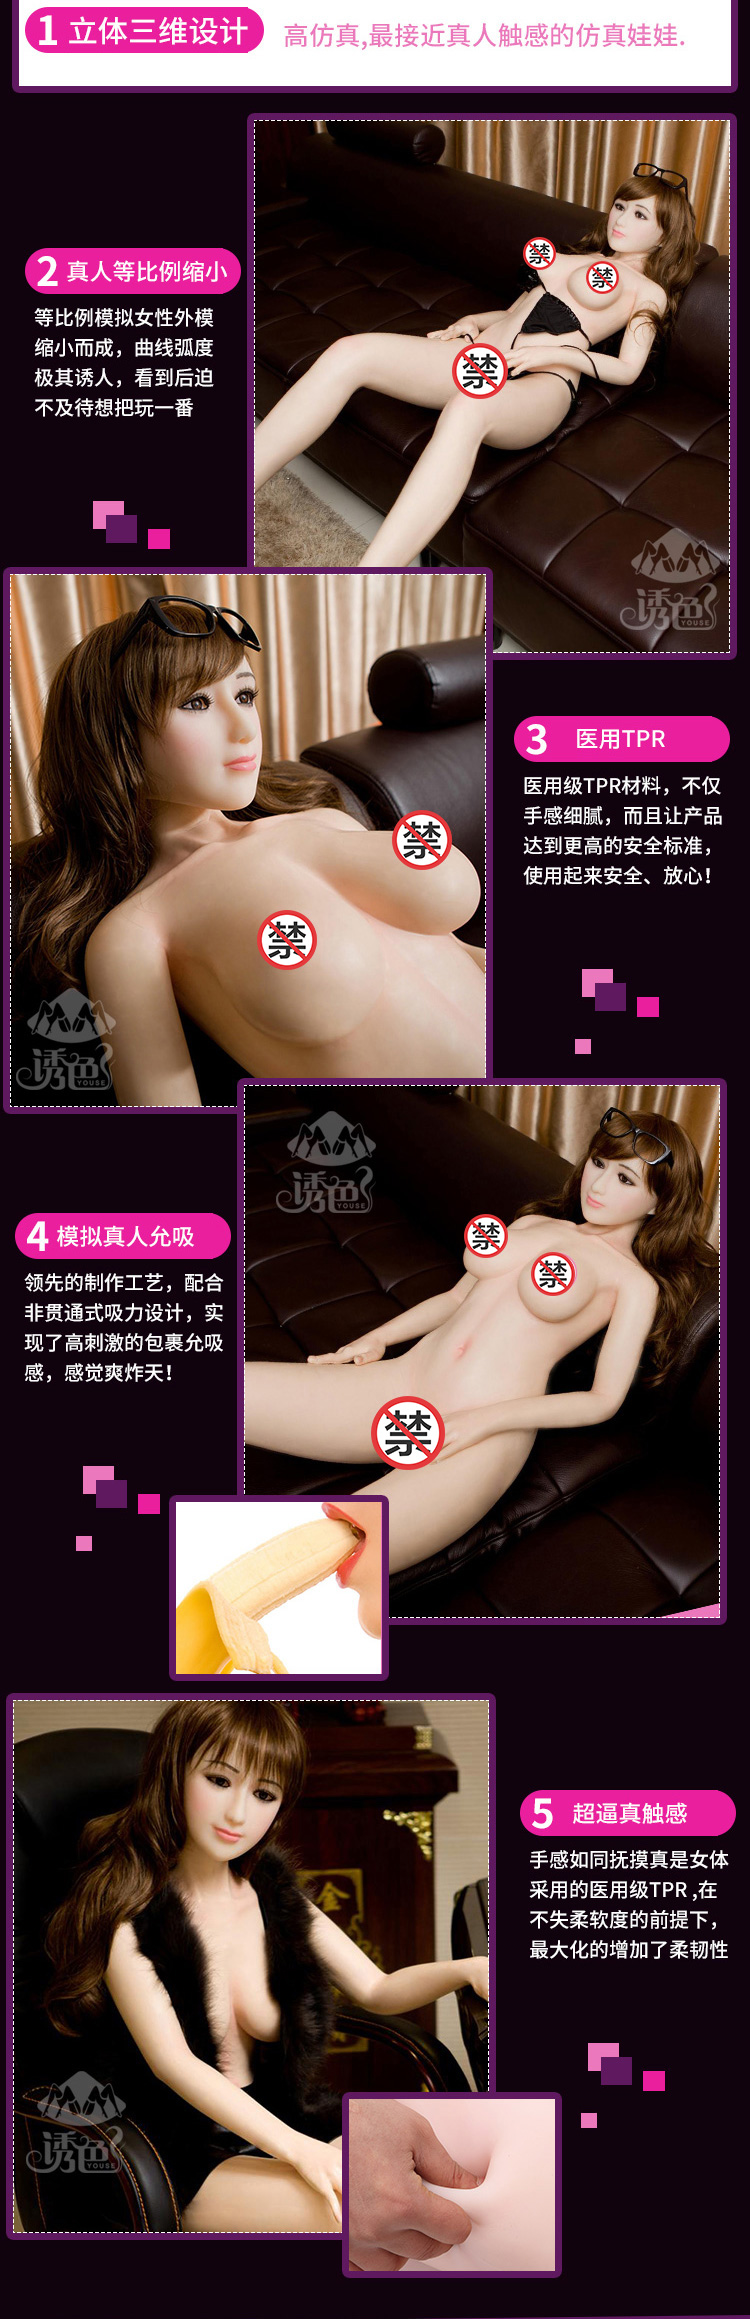 1 立体三维设计
高仿真,最接近真人触感的仿真娃娃.
2 真人等比例缩小
等比例模拟女性外模
缩小而成，曲线弧度
极其诱人，看到后迫
不及待想把玩一番
禁
禁
禁
诱色
YOUSE
3 医用TPR
医用级TPR材料，不仅
手感细腻，而且让产品
达到更高的安全标准，
使用起来安全、放心！
禁
禁
诱色
YOUSE
4 模拟真人允吸
领先的制作工艺，配合
非贯通式吸力设计，实
现了高刺激的包裹允吸
感，感觉爽炸天！
诱色
YOUSE
禁
禁
禁
5 超逼真触感
手感如同抚摸真是女体
采用的医用级TPR ,在
不失柔软度的前提下，
最大化的增加了柔韧性
金
诱色
YOUSE